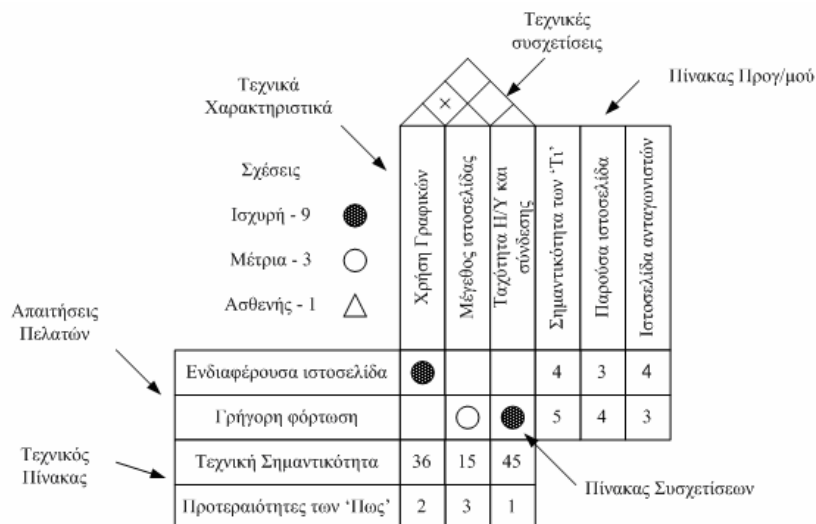 Τεχνικές
συσχετίσεις
Πίνακας Προγ/μού
Τεχνικά
Χαρακτηριστικά
×
Σχέσεις
Ισχυρή - 9
Μέτρια - 3
Ασθενής - 1
Χρήση Γραφικών
Μέγεθος ιστοσελίδας
Ταχύτητα Η/Υ και
σύνδεσης
Σημαντικότητα των ‘Τι’
Παρούσα ιστοσελίδα
Ιστοσελίδα ανταγωνιστών
Απαιτήσεις
Πελατών
Ενδιαφέρουσα ιστοσελίδα 4 3 4
Γρήγορη φόρτωση 5 4 3
Τεχνικός
Πίνακας
Τεχνική Σημαντικότητα 36 15 45
Προτεραιότητες των ‘Πως’ 2 3 1
Πίνακας Συσχετίσεων